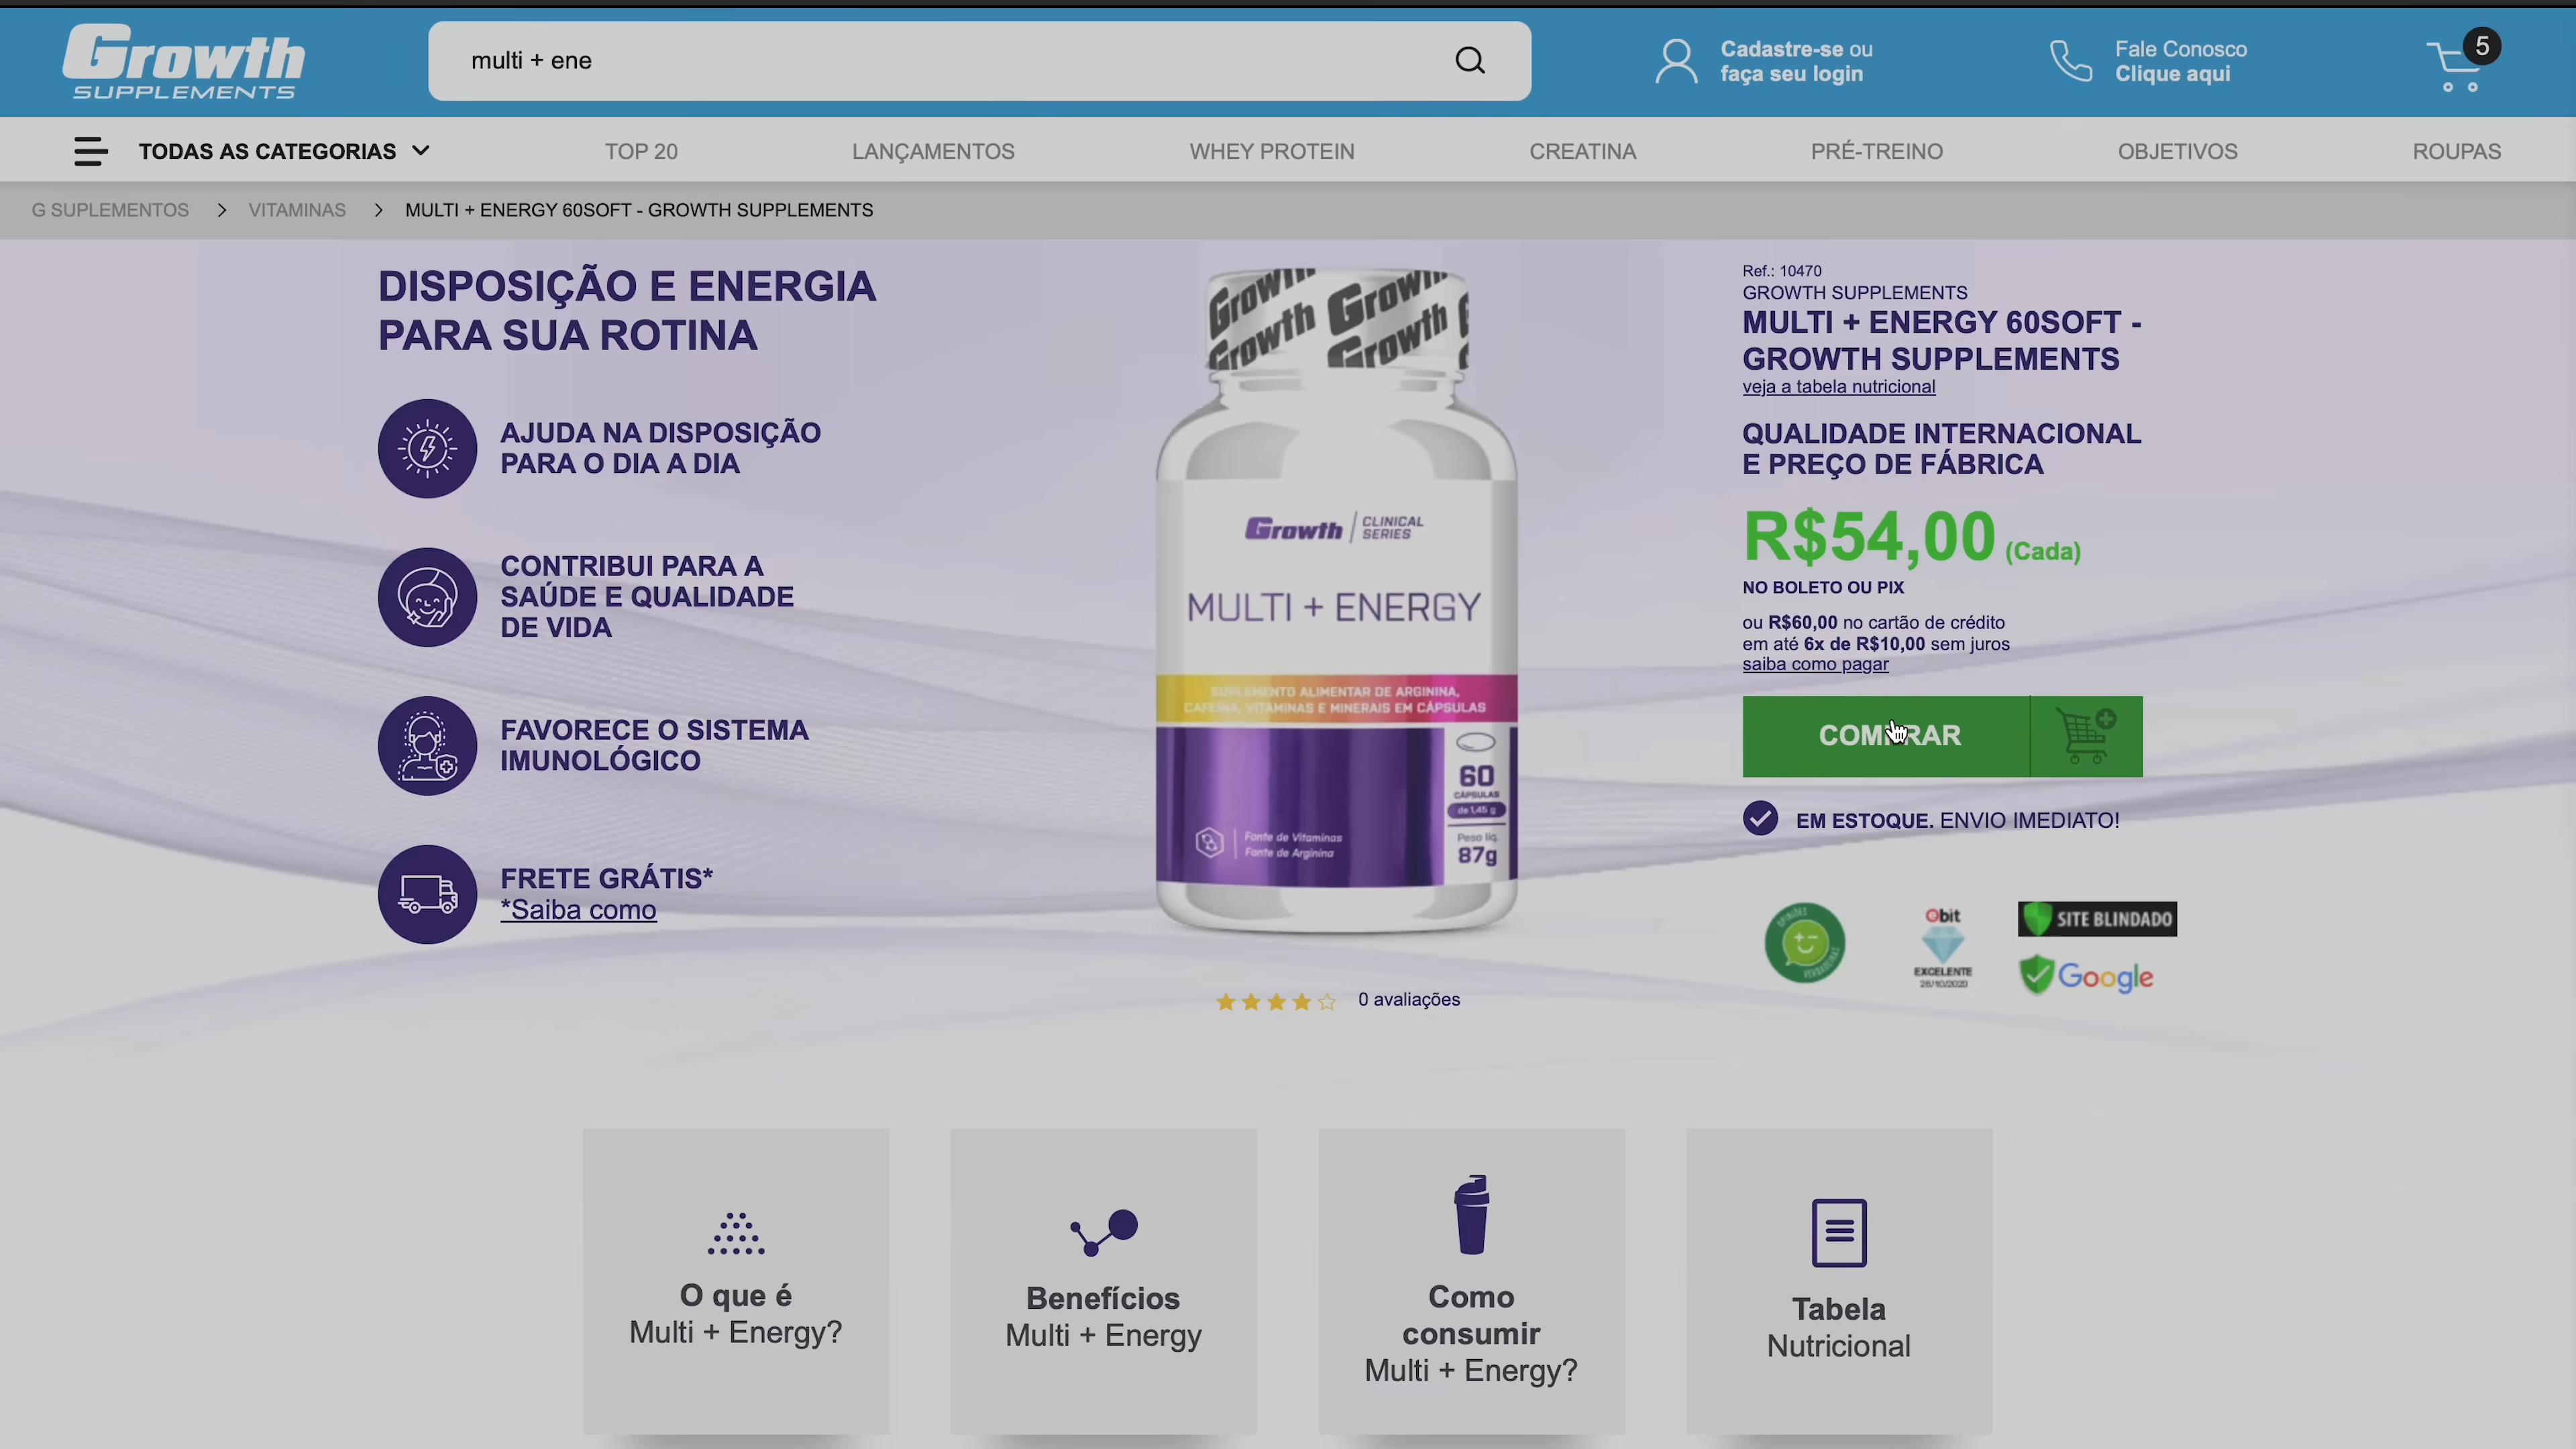 Growth
SUPPLEMENTS
multi + ene
Cadastre-se ou
faça seu login
Fale Conosco
Clique aqui
5
TODAS AS CATEGORIAS
TOP 20
LANÇAMENTOS
WHEY PROTEIN
CREATINA
PRÉ-TREINO
OBJETIVOS
ROUPAS
G SUPLEMENTOS > VITAMINAS > MULTI + ENERGY 60SOFT - GROWTH SUPPLEMENTS
DISPOSIÇÃO E ENERGIA
PARA SUA ROTINA
AJUDA NA DISPOSIÇÃO
PARA O DIA A DIA
CONTRIBUI PARA A
SAÚDE E QUALIDADE
DE VIDA
FAVORECE O SISTEMA
IMUNOLÓGICO
FRETE GRÁTIS*
*Saiba como
Growth Growth
Growth Growth
Growth
CLINICAL
SERIES
MULTI + ENERGY
SUPLEMENTO ALIMENTAR DE ARGININA,
CAFEÍNA, VITAMINAS E MINERAIS EM CÁPSULAS
60
CÁPSULAS
de 1,45 g
Peso líq.
87g
Fonte de Vitaminas
Fonte de Arginina
0 avaliações
Ref.: 10470
GROWTH SUPPLEMENTS
MULTI + ENERGY 60SOFT -
GROWTH SUPPLEMENTS
veja a tabela nutricional
QUALIDADE INTERNACIONAL
E PREÇO DE FÁBRICA
R$54,00 (Cada)
NO BOLETO OU PIX
ou R$60,00 no cartão de crédito
em até 6x de R$10,00 sem juros
saiba como pagar
COMPRAR
EM ESTOQUE. ENVIO IMEDIATO!
OPINIÕES
VERDADEIRAS
ebit
EXCELENTE
26/10/2020
SITE BLINDADO
Google
O que é
Multi + Energy?
Benefícios
Multi + Energy
Como
consumir
Multi + Energy?
Tabela
Nutricional